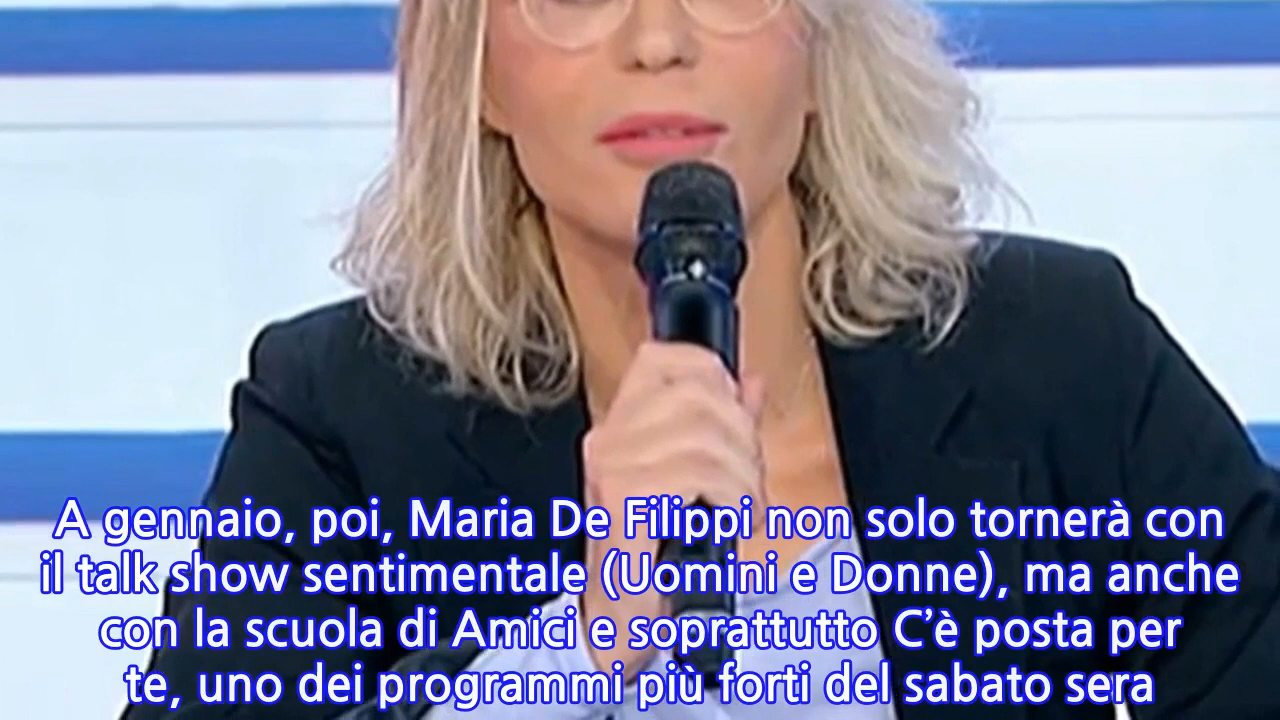 A gennaio, poi, Maria De Filippi non solo tornerà con
il talk show sentimentale (Uomini e Donne), ma anche
con la scuola di Amici e soprattutto C’è posta per
te, uno dei programmi più forti del sabato sera